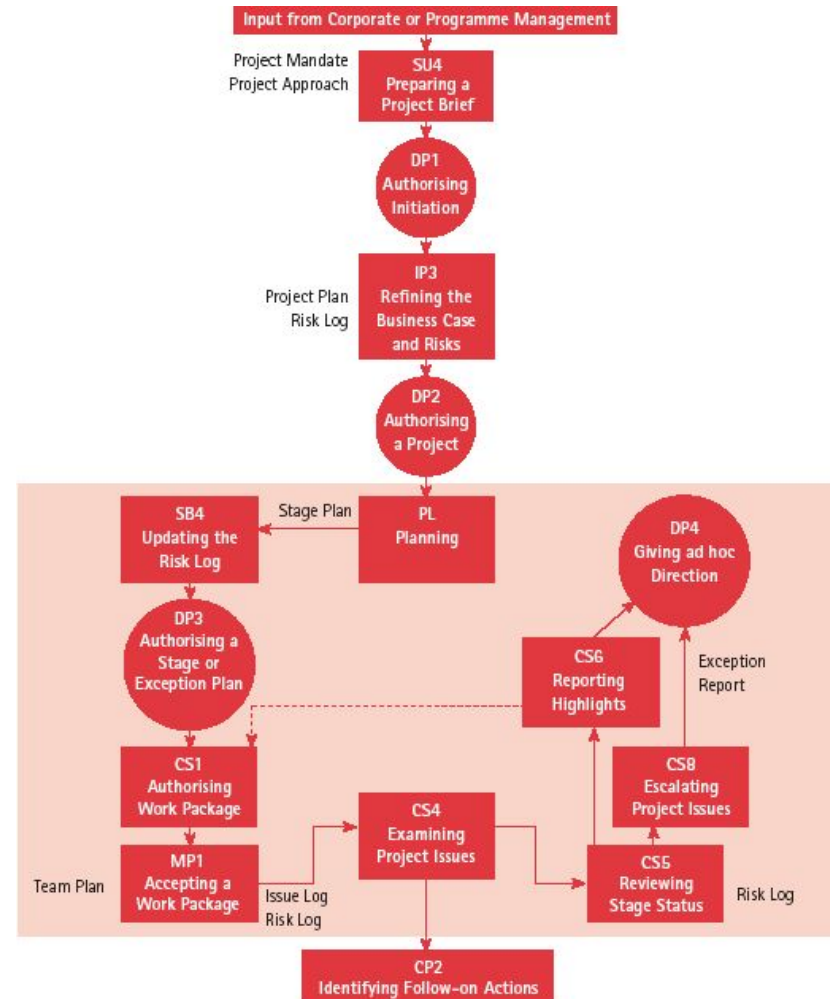 Input from Corporate or Programme Management
Project Mandate
Project Approach
SU4
Preparing a
Project Brief
DP1
Authorising
Initiation
Project Plan
Risk Log
IP3
Refining the
Business Case
and Risks
DP2
Authorising
a Project
SB4
Updating the
Risk Log
Stage Plan
PL
Planning
DP4
Giving ad hoc
Direction
DP3
Authorising a
Stage or
Exception Plan
CS6
Reporting
Highlights
Exception
Report
CS1
Authorising
Work Package
CS4
Examining
Project Issues
CS8
Escalating
Project Issues
Team Plan
MP1
Accepting a
Work Package
Issue Log
Risk Log
CS5
Reviewing
Stage Status
Risk Log
CP2
Identifying Follow-on Actions